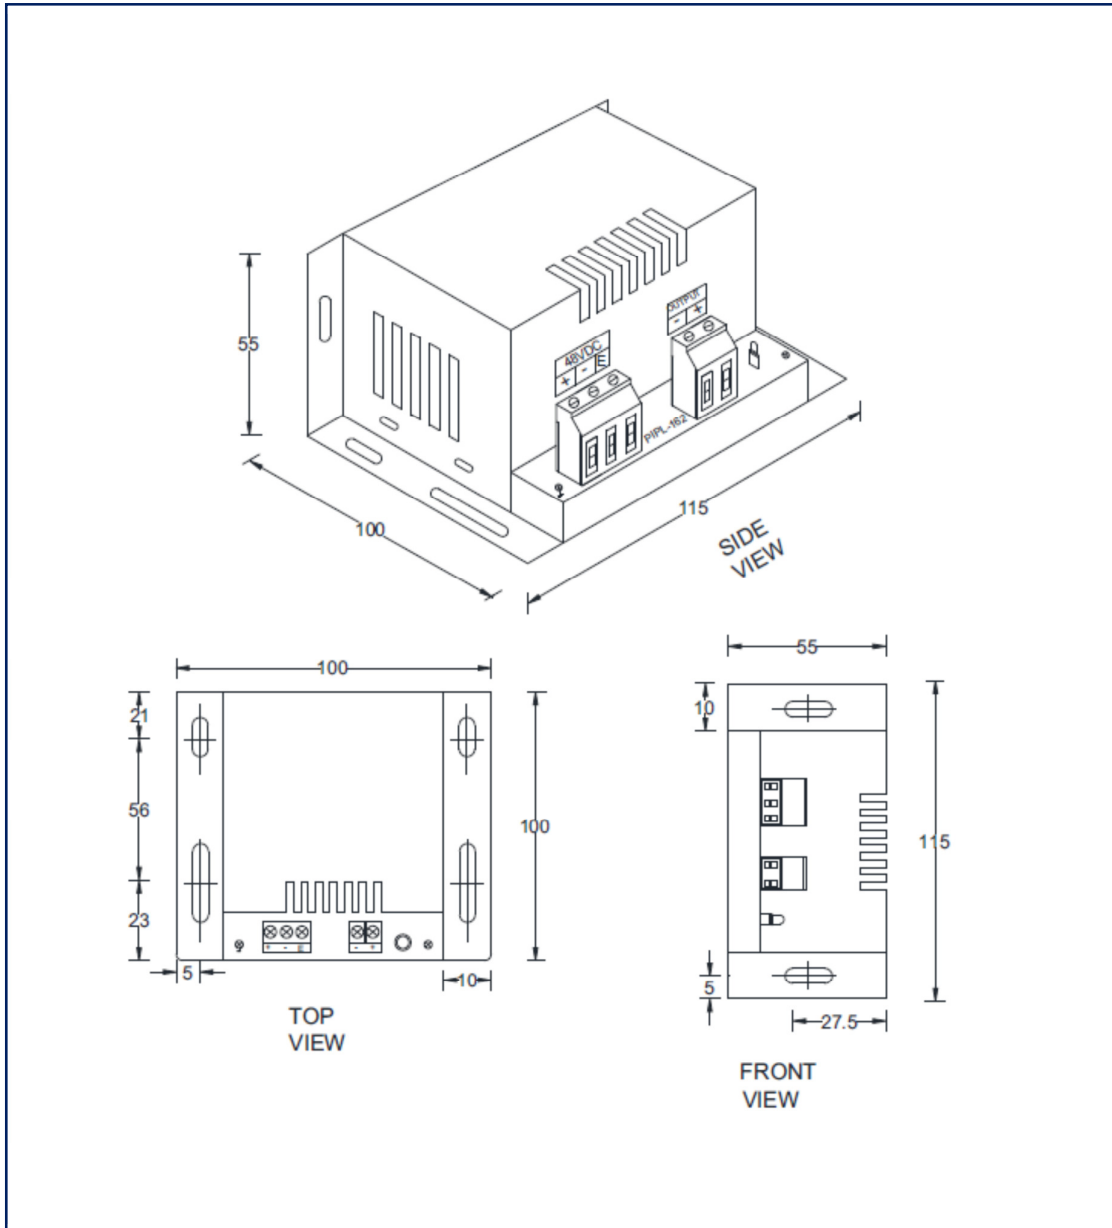 OUTPUT
- +
48VDC
+ - E
55
PIPL-162
115
100
SIDE
VIEW
100
55
21
10
56
100
115
23
+ - E
- +
5
10
5
27.5
TOP
VIEW
FRONT
VIEW